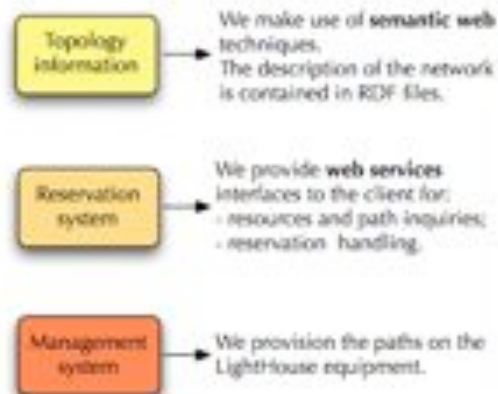 Topology
information
We make use of semantic web
techniques.
The description of the network
is contained in RDF files.
Reservation
system
We provide web services
interfaces to the client for:
- resources and path inquiries;
- reservation handling.
Management
system
We provision the paths on the
LightHouse equipment.